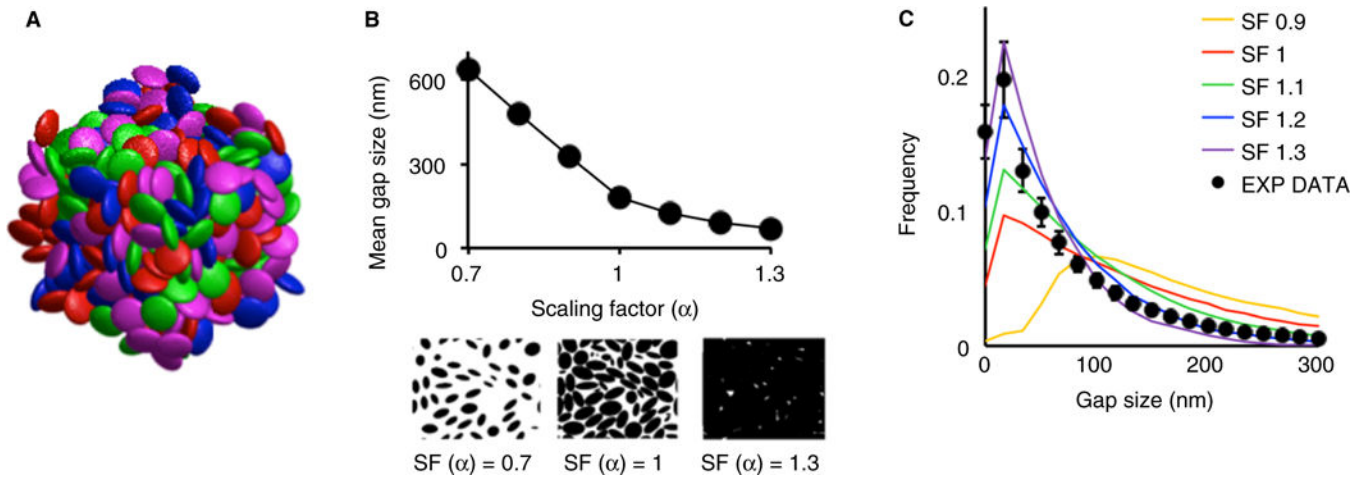 A
B
Mean gap size (nm)
600
300
0
0.7
1
1.3
Scaling factor (α)
SF (α) = 0.7
SF (α) = 1
SF (α) = 1.3
C
Frequency
0.2
0.1
0
0
100
200
300
Gap size (nm)
SF 0.9
SF 1
SF 1.1
SF 1.2
SF 1.3
EXP DATA